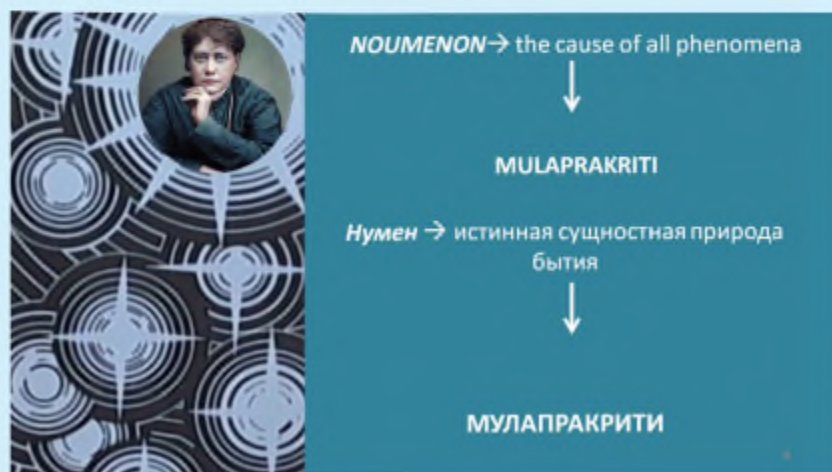 NOUMENON→ the cause of all phenomena
MULAPRAKRITI
Нумен → истинная сущностная природа
бытия
МУЛАПРАКРИТИ